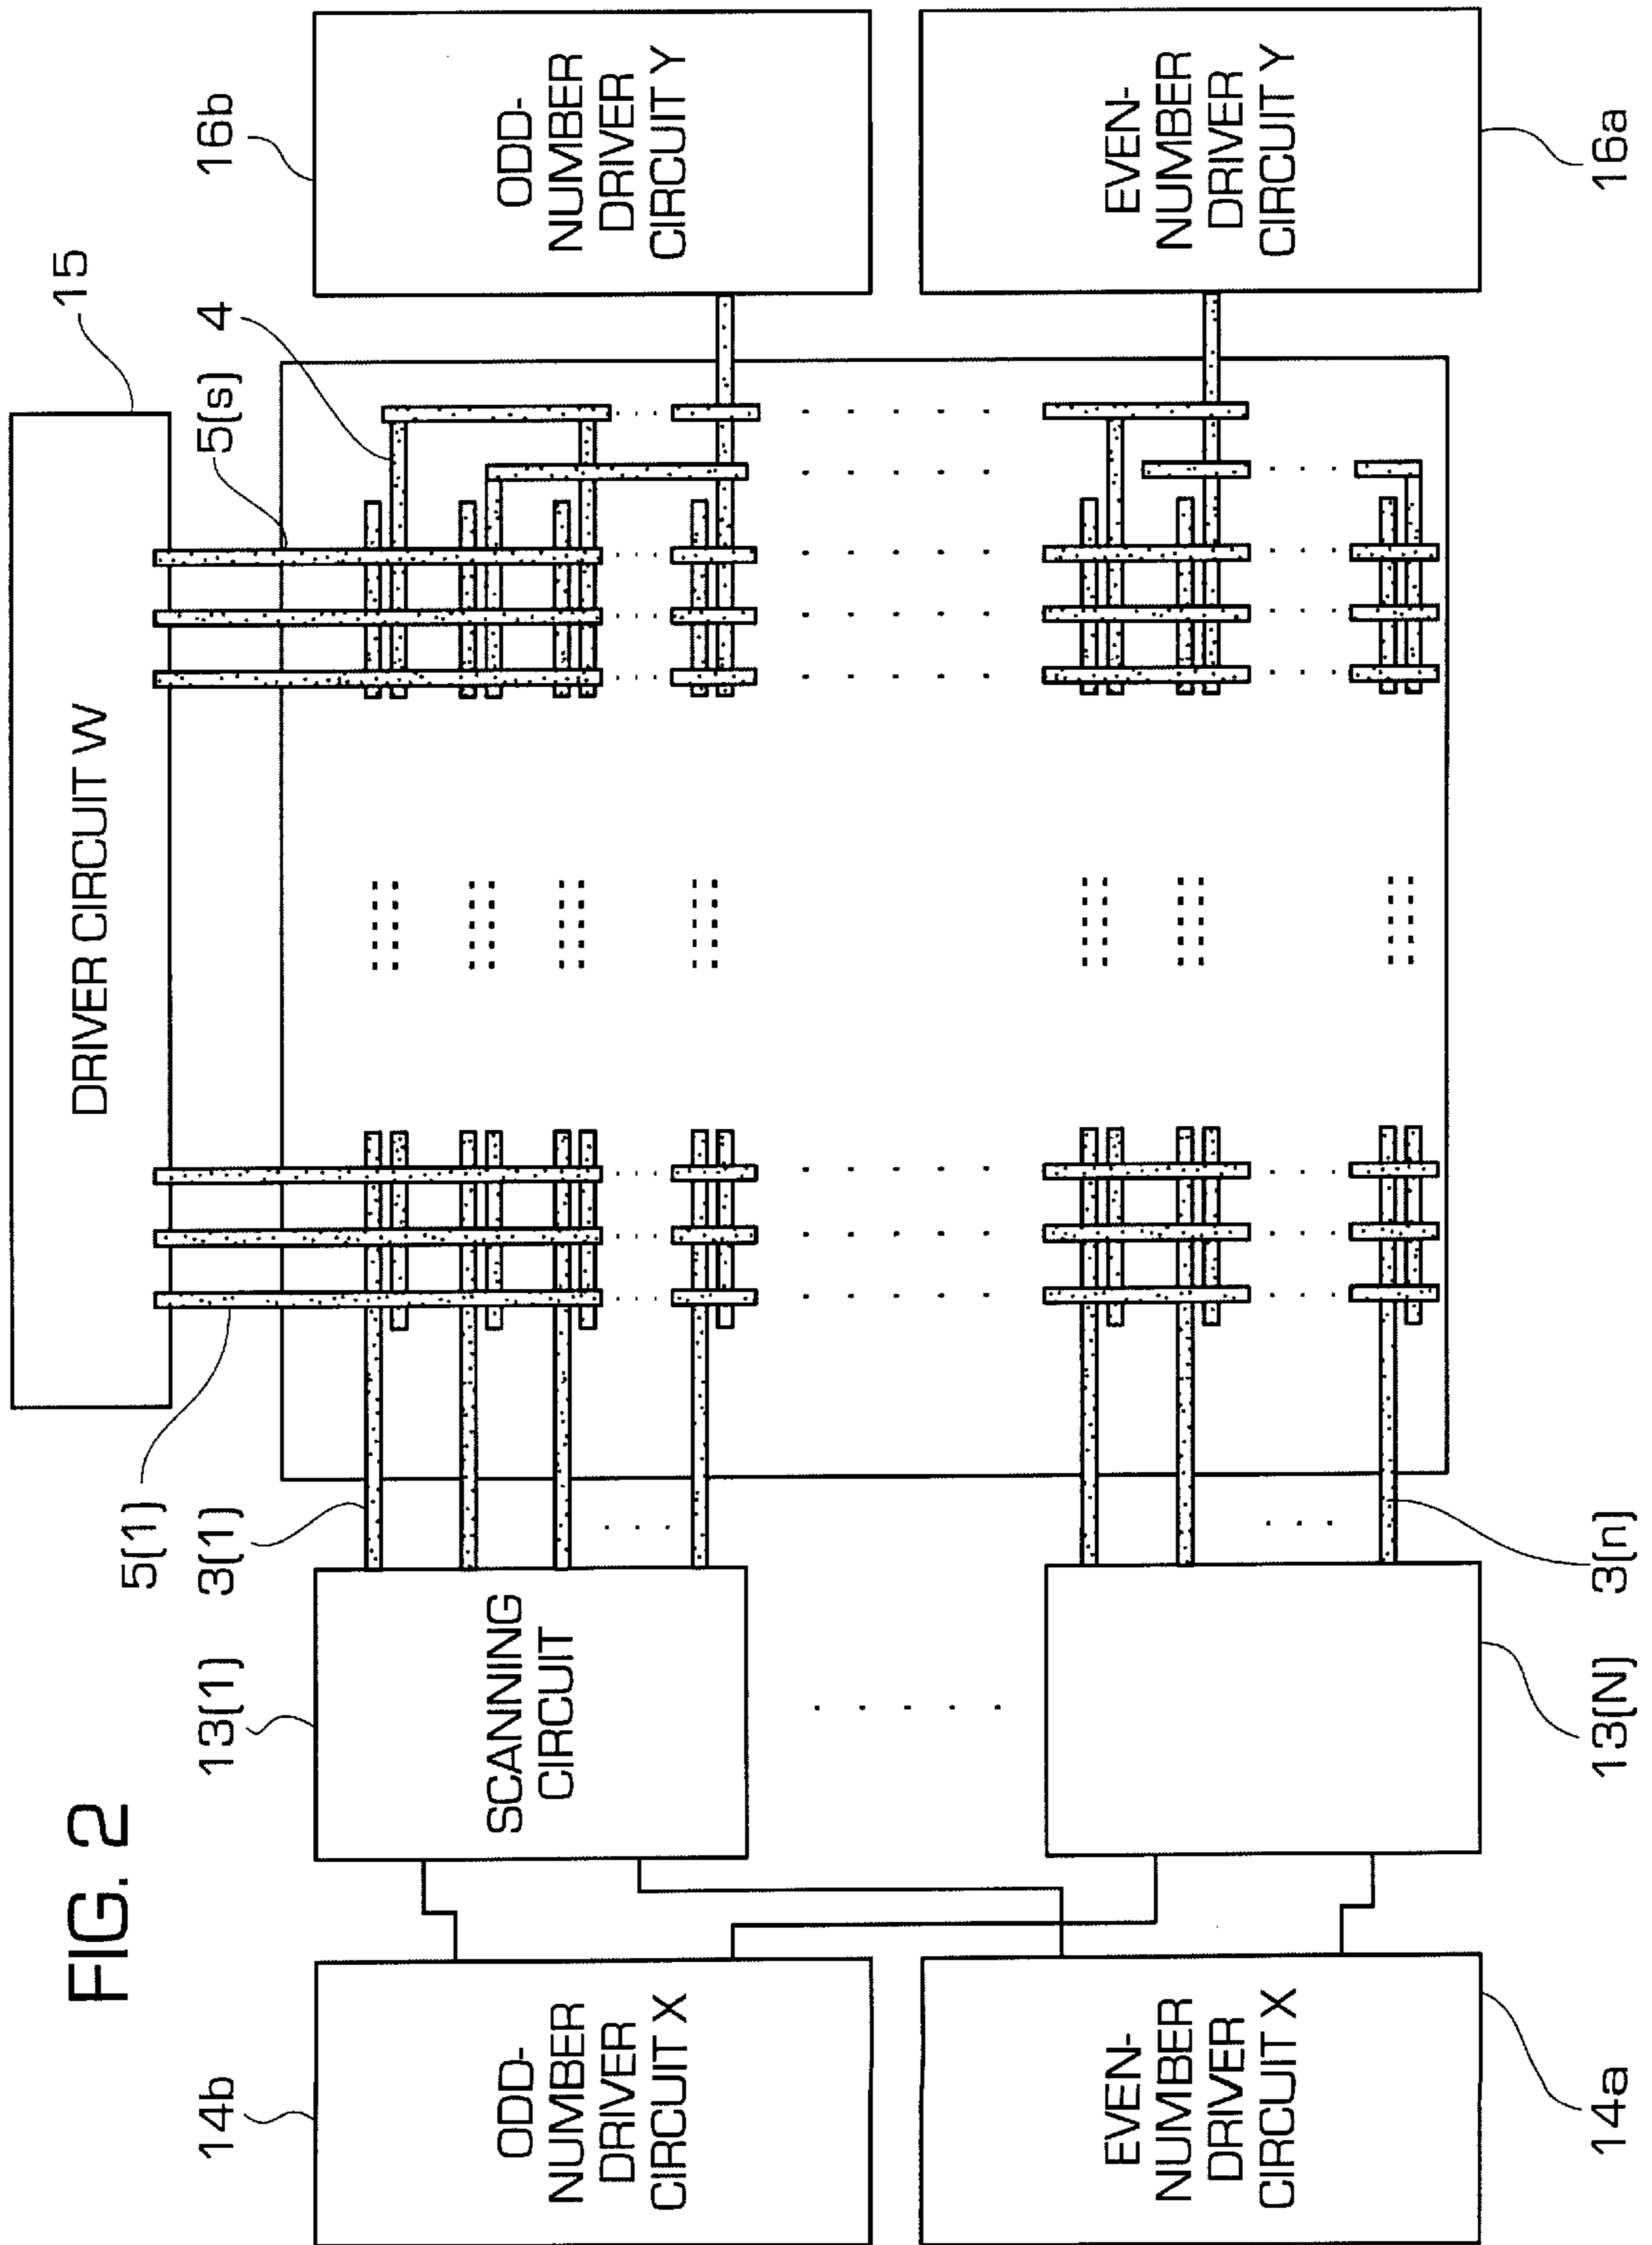 FIG. 2
DRIVER CIRCUIT W
15
5(1)
5(s)
3(1)
4
13(1)
14b
16b
ODD-
NUMBER
DRIVER
CIRCUIT X
SCANNING
CIRCUIT
ODD-
NUMBER
DRIVER
CIRCUIT Y
EVEN-
NUMBER
DRIVER
CIRCUIT X
EVEN-
NUMBER
DRIVER
CIRCUIT Y
14a
13(N)
3(n)
16a